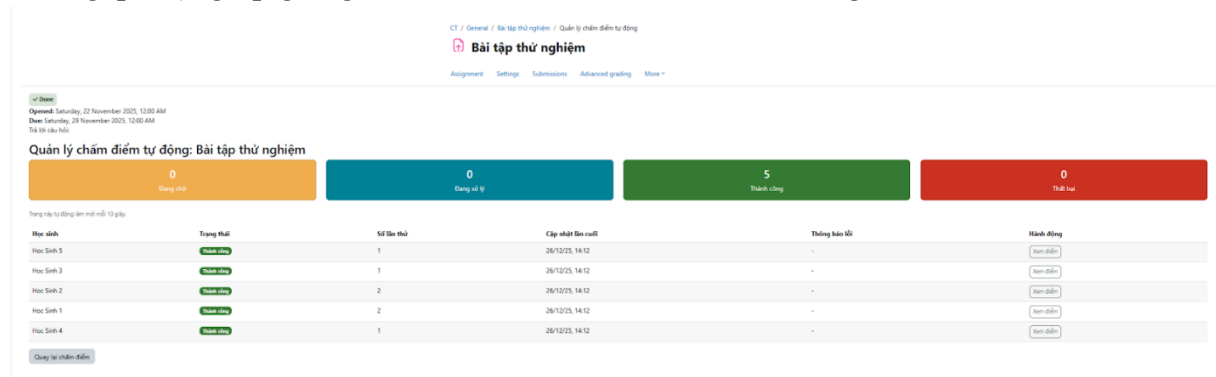 CT / General / Bài tập thử nghiệm / Quản lý chấm điểm tự động
Bài tập thử nghiệm
Assignment Settings Submissions Advanced grading More
✓ Done
Opened: Saturday, 22 November 2025, 12:00 AM
Due: Saturday, 29 November 2025, 12:00 AM
Trả lời câu hỏi:
Quản lý chấm điểm tự động: Bài tập thử nghiệm
0 0 5 0
Đang chờ Đang xử lý Thành công Thất bại
Trang này tự động làm mới mỗi 10 giây.
Học sinh Trạng thái Số lần thử Cập nhật lần cuối Thông báo lỗi Hành động
Học Sinh 5 Thành công 1 26/12/25, 14:12 - Xem điểm
Học Sinh 3 Thành công 1 26/12/25, 14:12 - Xem điểm
Học Sinh 2 Thành công 2 26/12/25, 14:12 - Xem điểm
Học Sinh 1 Thành công 2 26/12/25, 14:12 - Xem điểm
Học Sinh 4 Thành công 1 26/12/25, 14:12 - Xem điểm
Quay lại chấm điểm